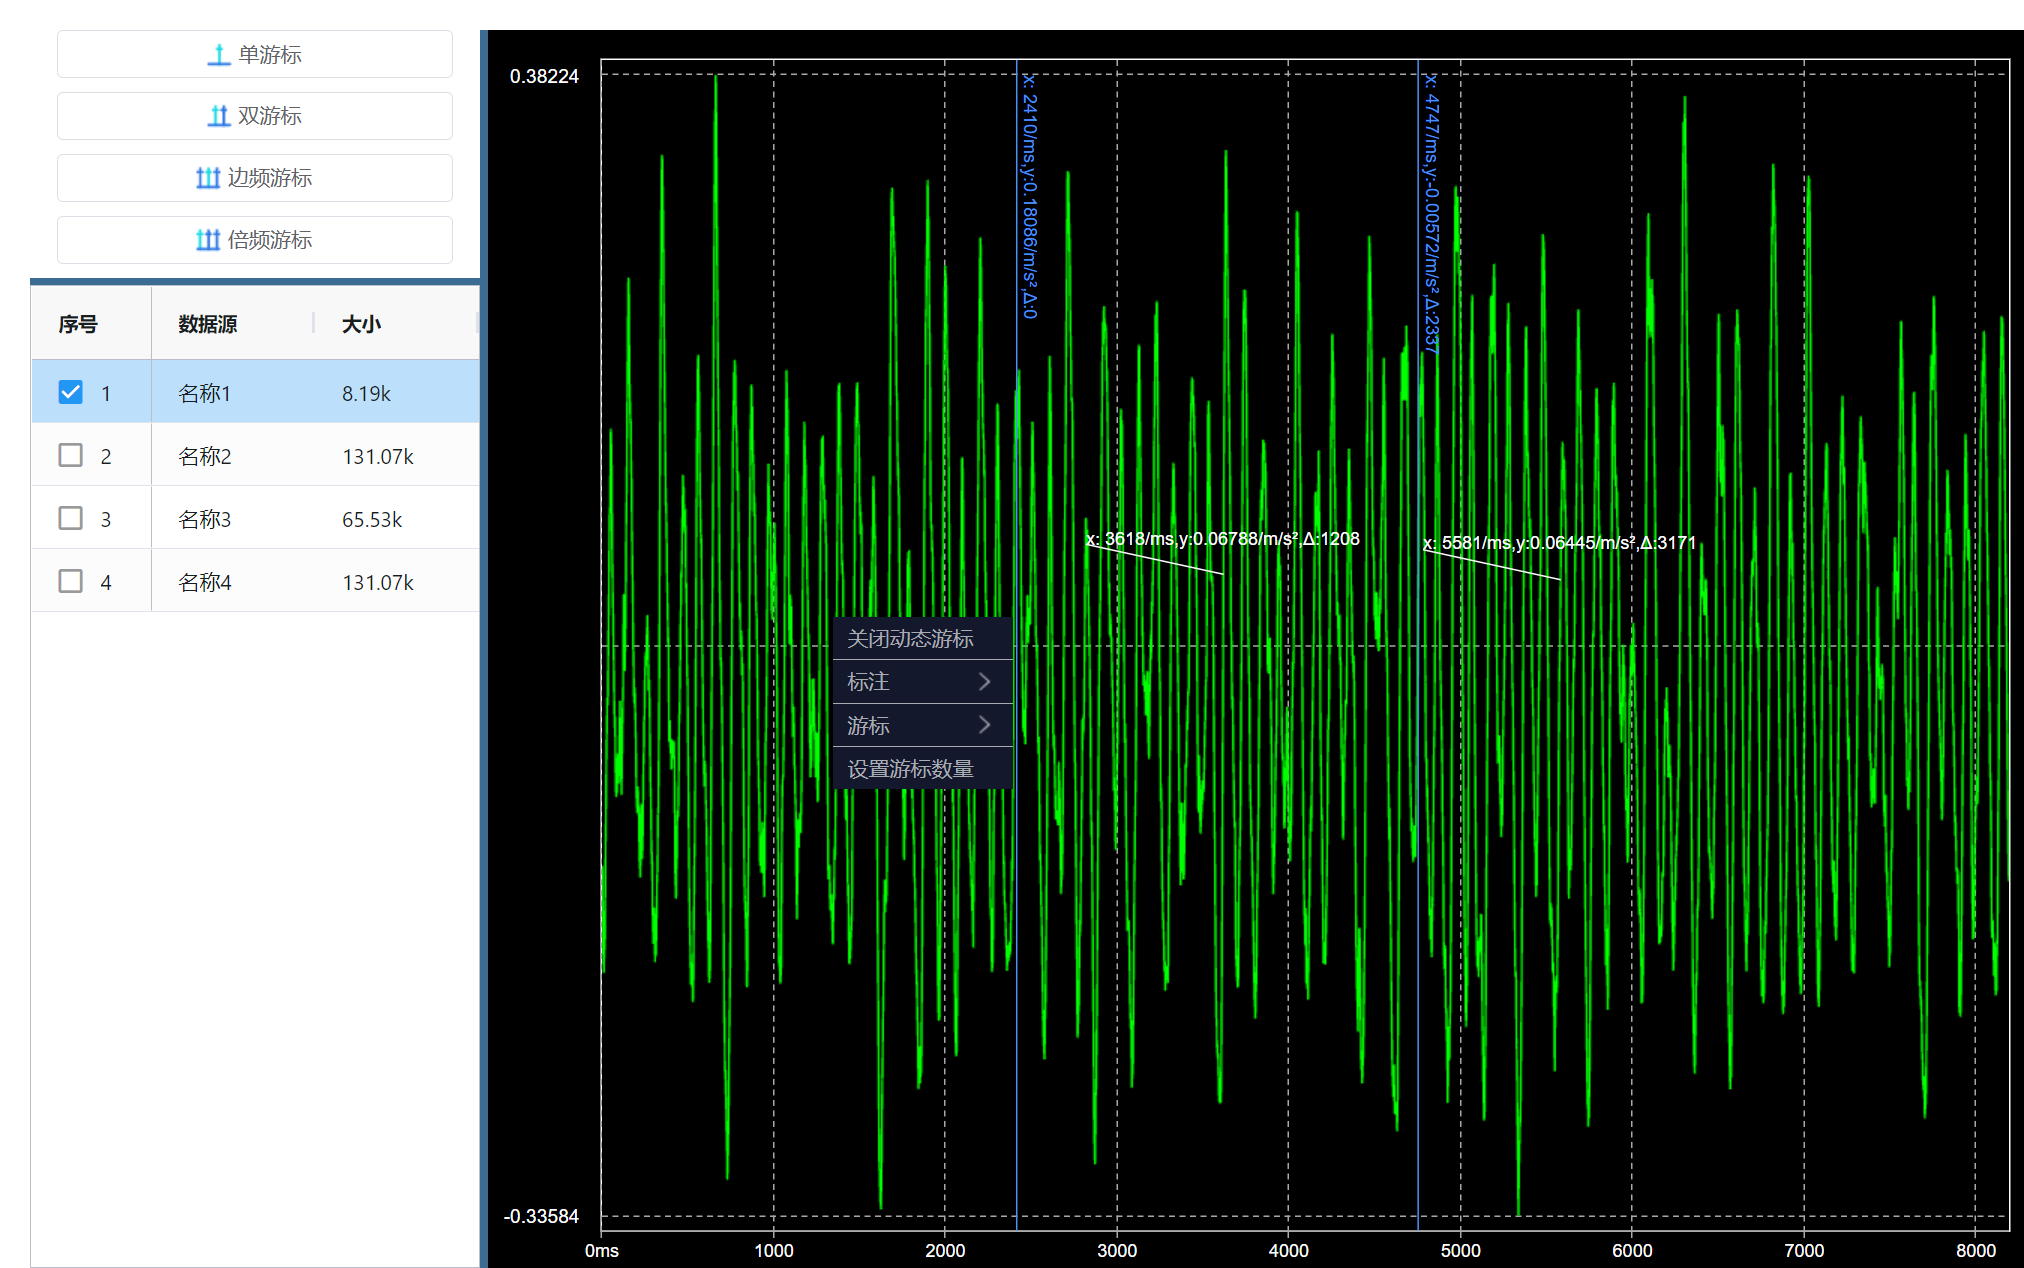 单游标
双游标
边频游标
倍频游标
序号 数据源 大小
1 名称1 8.19k
2 名称2 131.07k
3 名称3 65.53k
4 名称4 131.07k
0.38224
x: 2410/ms,y:0.18086/m/s²,Δ:0
x: 4747/ms,y:-0.00572/m/s²,Δ:2337
x: 3618/ms,y:0.06788/m/s²,Δ:1208
x: 5581/ms,y:0.06445/m/s²,Δ:3171
关闭动态游标
标注
游标
设置游标数量
-0.33584
0ms 1000 2000 3000 4000 5000 6000 7000 8000